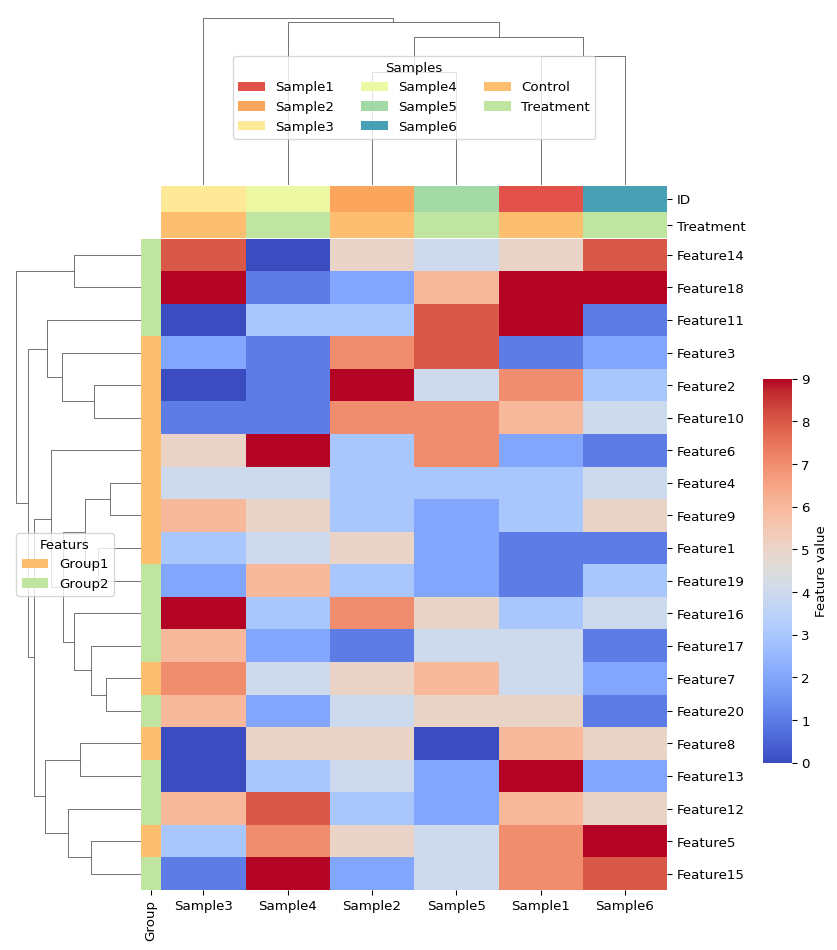 Samples
Sample1
Sample2
Sample3
Sample4
Sample5
Sample6
Control
Treatment
ID
Treatment
Feature14
Feature18
Feature11
Feature3
Feature2
Feature10
Feature6
Feature4
Feature9
Feature1
Feature19
Feature16
Feature17
Feature7
Feature20
Feature8
Feature13
Feature12
Feature5
Feature15
Featurs
Group1
Group2
9
8
7
6
5
4
3
2
1
0
Feature value
Group
Sample3 Sample4 Sample2 Sample5 Sample1 Sample6